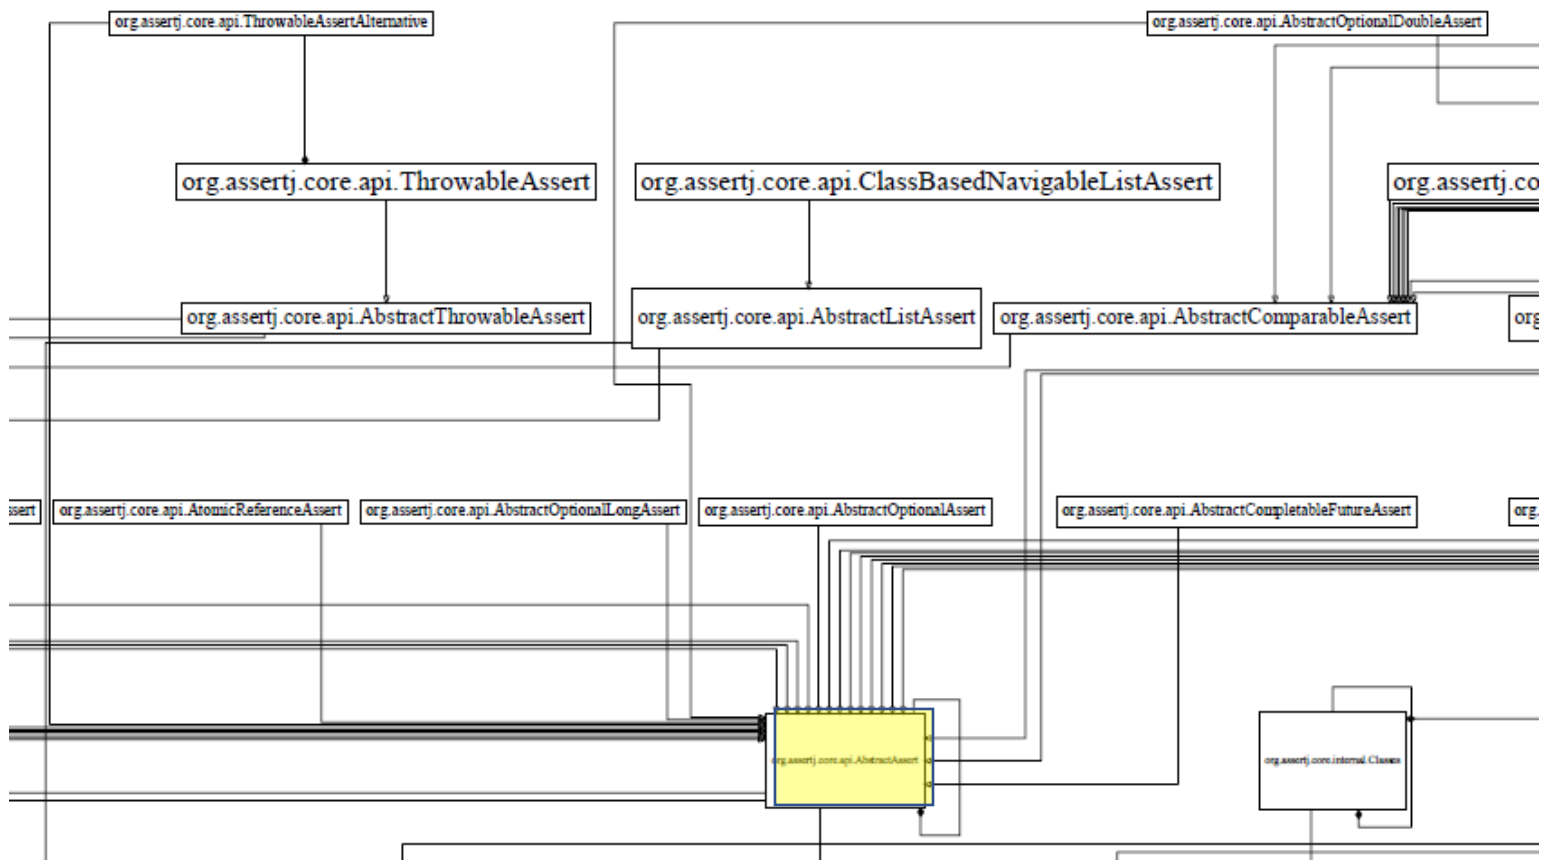 org.assertj.core.api.ThrowableAssertAlternative
org.assertj.core.api.AbstractOptionalDoubleAssert
org.assertj.core.api.ThrowableAssert
org.assertj.core.api.ClassBasedNavigableListAssert
org.assertj.co
org.assertj.core.api.AbstractThrowableAssert
org.assertj.core.api.AbstractListAssert
org.assertj.core.api.AbstractComparableAssert
org
ssert
org.assertj.core.api.AtomicReferenceAssert
org.assertj.core.api.AbstractOptionalLongAssert
org.assertj.core.api.AbstractOptionalAssert
org.assertj.core.api.AbstractCompletableFutureAssert
org.
org.assertj.core.api.AbstractAssert
org.assertj.core.internal.Classes